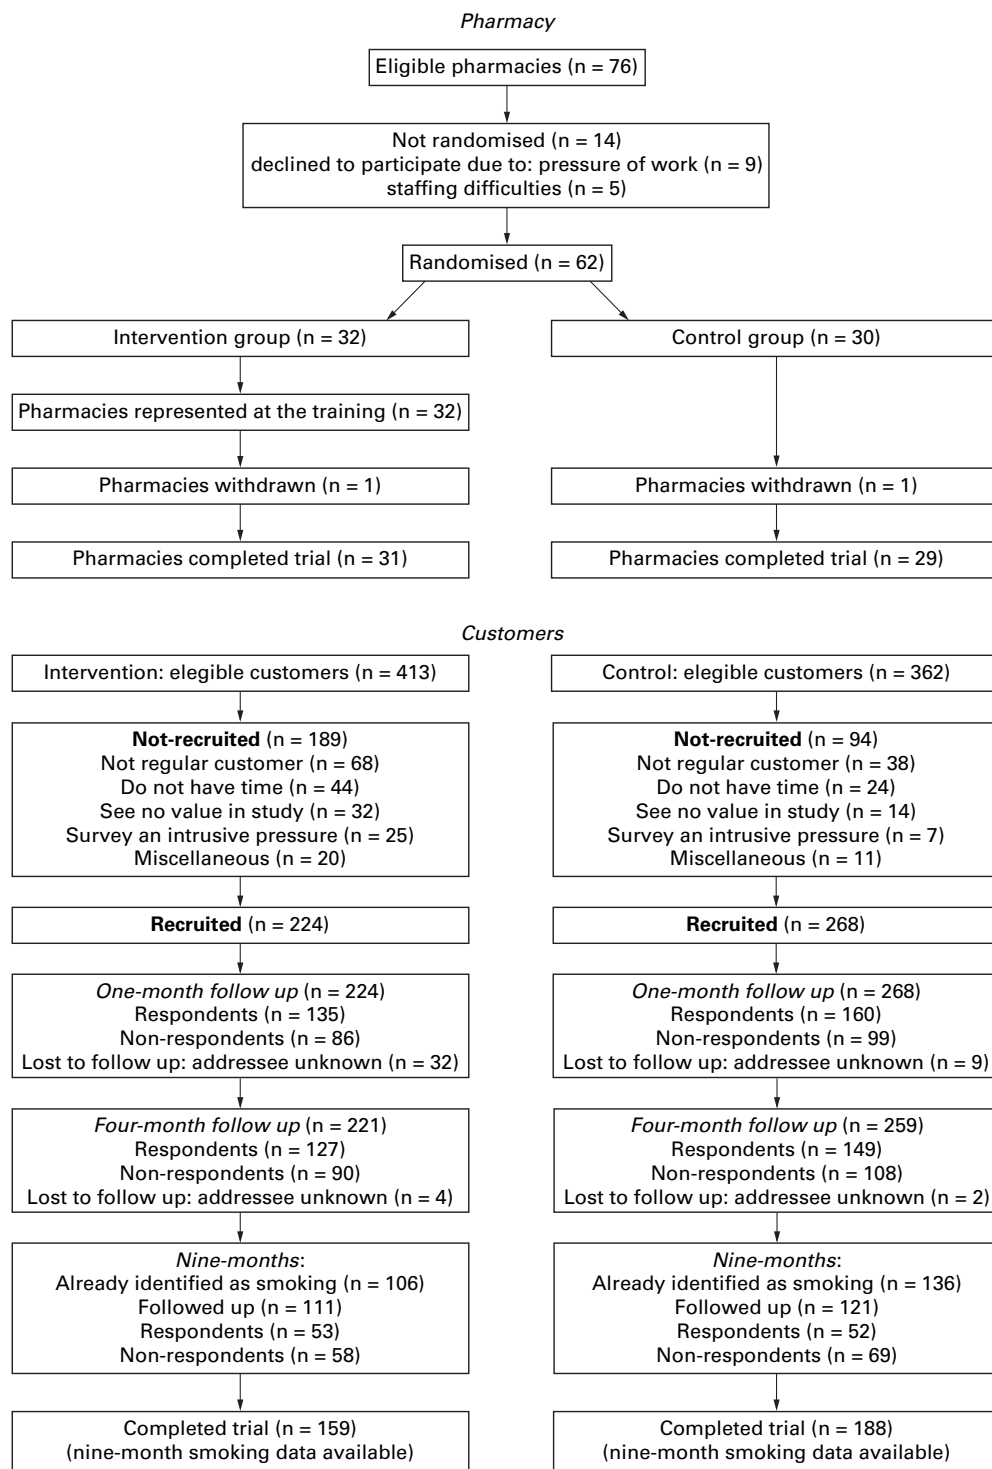 Pharmacy
Eligible pharmacies (n = 76)
Not randomised (n = 14)
declined to participate due to: pressure of work (n = 9)
staffing difficulties (n = 5)
Randomised (n = 62)
Intervention group (n = 32)
Control group (n = 30)
Pharmacies represented at the training (n = 32)
Pharmacies withdrawn (n = 1)
Pharmacies withdrawn (n = 1)
Pharmacies completed trial (n = 31)
Pharmacies completed trial (n = 29)
Customers
Intervention: elegible customers (n = 413)
Control: elegible customers (n = 362)
Not-recruited (n = 189)
Not regular customer (n = 68)
Do not have time (n = 44)
See no value in study (n = 32)
Survey an intrusive pressure (n = 25)
Miscellaneous (n = 20)
Not-recruited (n = 94)
Not regular customer (n = 38)
Do not have time (n = 24)
See no value in study (n = 14)
Survey an intrusive pressure (n = 7)
Miscellaneous (n = 11)
Recruited (n = 224)
Recruited (n = 268)
One-month follow up (n = 224)
Respondents (n = 135)
Non-respondents (n = 86)
Lost to follow up: addressee unknown (n = 32)
One-month follow up (n = 268)
Respondents (n = 160)
Non-respondents (n = 99)
Lost to follow up: addressee unknown (n = 9)
Four-month follow up (n = 221)
Respondents (n = 127)
Non-respondents (n = 90)
Lost to follow up: addressee unknown (n = 4)
Four-month follow up (n = 259)
Respondents (n = 149)
Non-respondents (n = 108)
Lost to follow up: addressee unknown (n = 2)
Nine-months:
Already identified as smoking (n = 106)
Followed up (n = 111)
Respondents (n = 53)
Non-respondents (n = 58)
Nine-months:
Already identified as smoking (n = 136)
Followed up (n = 121)
Respondents (n = 52)
Non-respondents (n = 69)
Completed trial (n = 159)
(nine-month smoking data available)
Completed trial (n = 188)
(nine-month smoking data available)